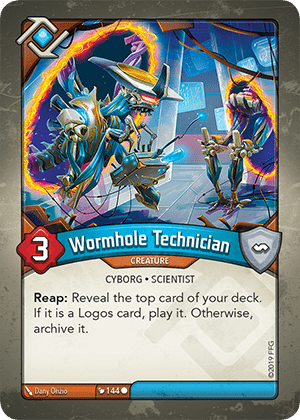 3
Wormhole Technician
CREATURE
CYBORG • SCIENTIST
Reap: Reveal the top card of your deck.
If it is a Logos card, play it. Otherwise,
archive it.
Dany Orizio
144
©2019 FFG